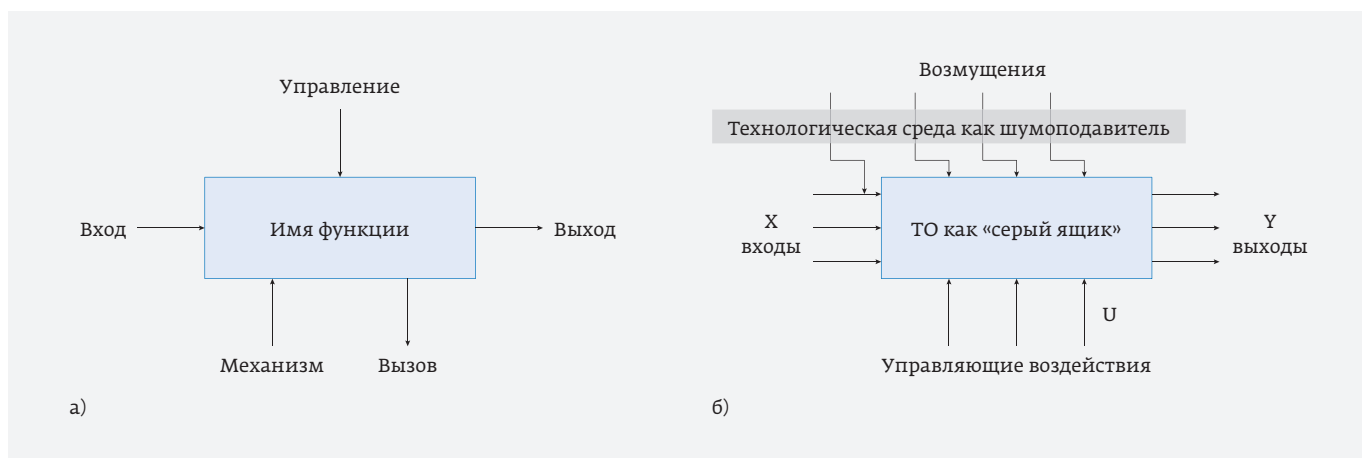 Управление
Вход
Имя функции
Выход
Механизм
Вызов
а)
Возмущения
Технологическая среда как шумоподавитель
X
входы
ТО как «серый ящик»
Y
выходы
U
Управляющие воздействия
б)